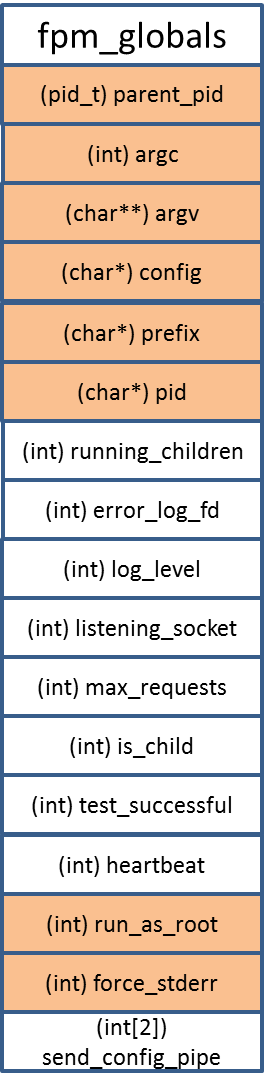 fpm_globals
(pid_t) parent_pid
(int) argc
(char**) argv
(char*) config
(char*) prefix
(char*) pid
(int) running_children
(int) error_log_fd
(int) log_level
(int) listening_socket
(int) max_requests
(int) is_child
(int) test_successful
(int) heartbeat
(int) run_as_root
(int) force_stderr
(int[2])
send_config_pipe